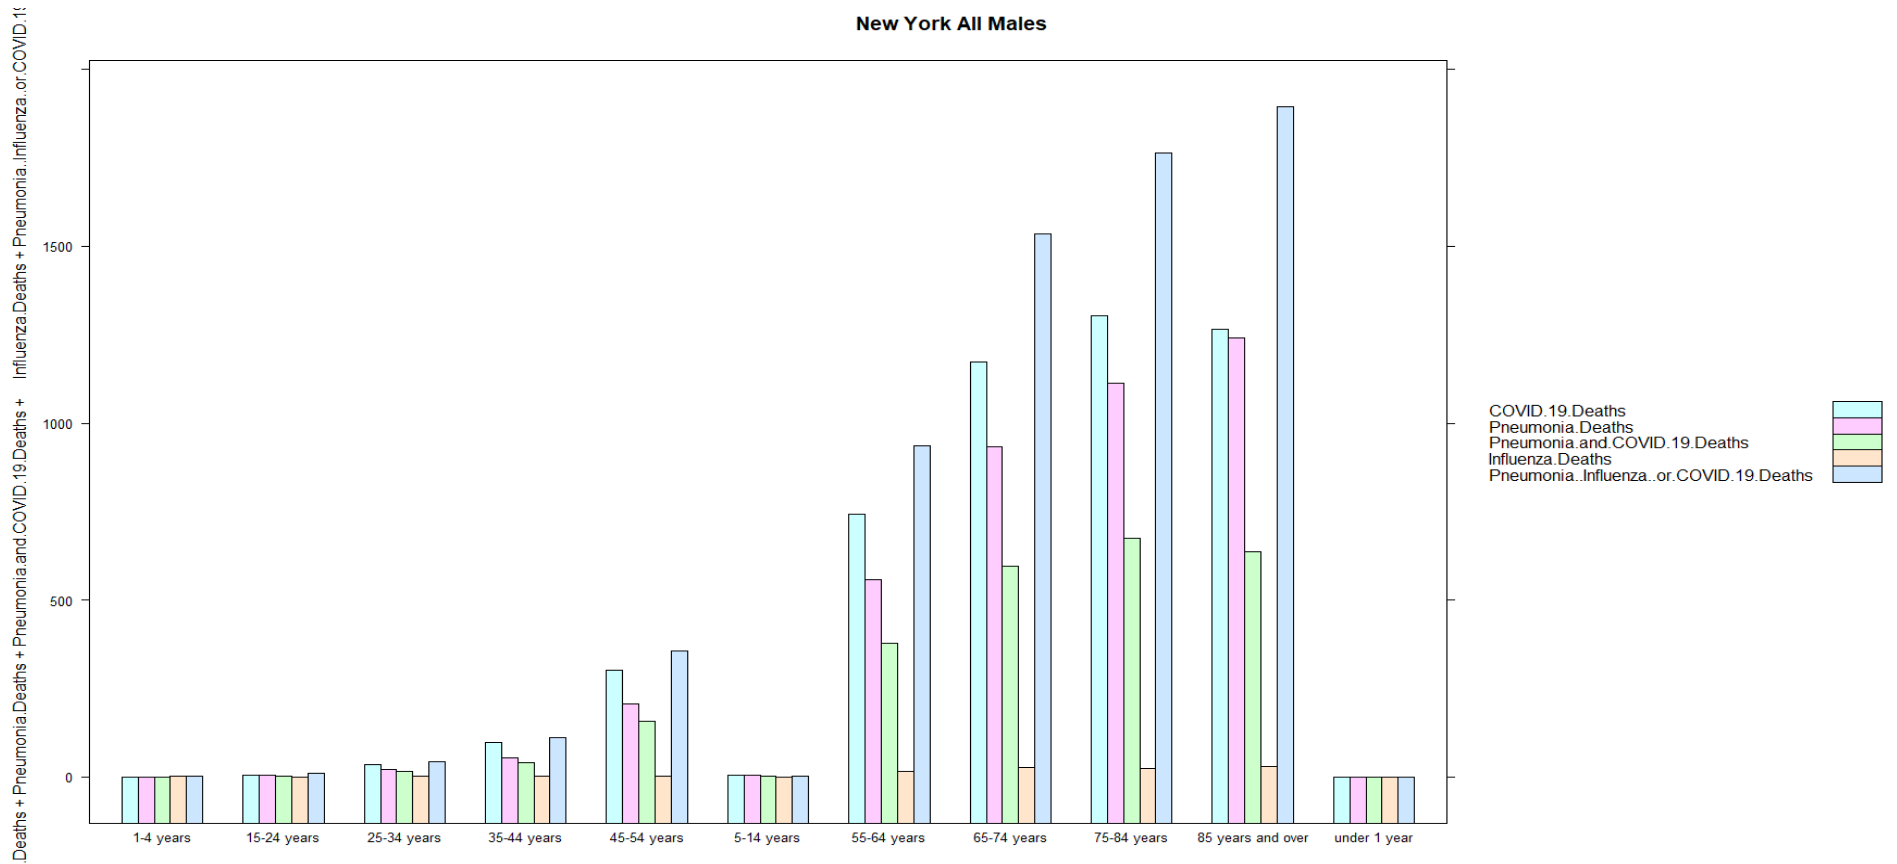 New York All Males
.Deaths + Pneumonia.Deaths + Pneumonia.and.COVID.19.Deaths + Influenza.Deaths + Pneumonia..Influenza..or.COVID.1
1500
1000
500
0
1-4 years
15-24 years
25-34 years
35-44 years
45-54 years
5-14 years
55-64 years
65-74 years
75-84 years
85 years and over
under 1 year
COVID.19.Deaths
Pneumonia.Deaths
Pneumonia.and.COVID.19.Deaths
Influenza.Deaths
Pneumonia..Influenza..or.COVID.19.Deaths